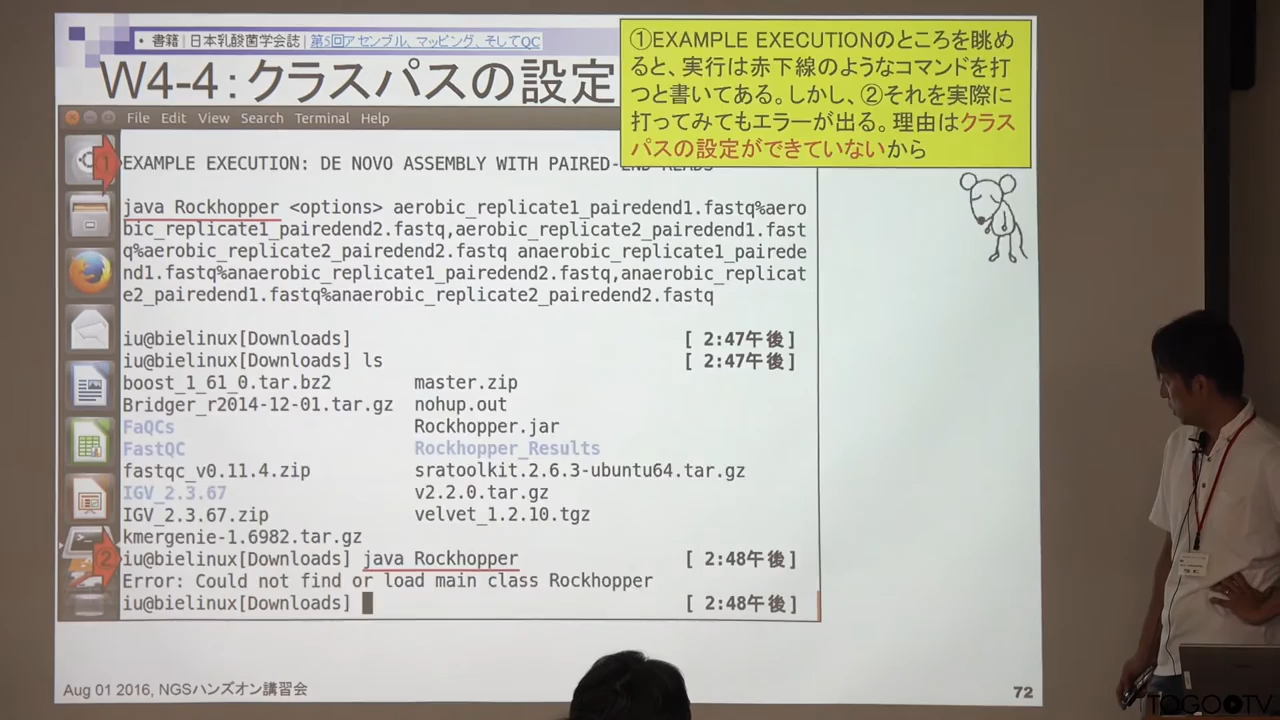 ・ 書籍 | 日本乳酸菌学会誌 | 第5回アセンブル、マッピング、そしてQC
W4-4:クラスパスの設定
①EXAMPLE EXECUTIONのところを眺め
ると、実行は赤下線のようなコマンドを打
つと書いてある。しかし、②それを実際に
打ってみてもエラーが出る。理由はクラス
パスの設定ができていないから
File Edit View Search Terminal Help
1
EXAMPLE EXECUTION: DE NOVO ASSEMBLY WITH PAIRED-END READS
java Rockhopper <options> aerobic_replicate1_pairedend1.fastq%aero
bic_replicate1_pairedend2.fastq,aerobic_replicate2_pairedend1.fast
q%aerobic_replicate2_pairedend2.fastq anaerobic_replicate1_pairede
nd1.fastq%anaerobic_replicate1_pairedend2.fastq,anaerobic_replicat
e2_pairedend1.fastq%anaerobic_replicate2_pairedend2.fastq
iu@bielinux[Downloads] [ 2:47午後]
iu@bielinux[Downloads] ls [ 2:47午後]
boost_1_61_0.tar.bz2 master.zip
Bridger_r2014-12-01.tar.gz nohup.out
FaQCs Rockhopper.jar
FastQC Rockhopper_Results
fastqc_v0.11.4.zip sratoolkit.2.6.3-ubuntu64.tar.gz
IGV_2.3.67 v2.2.0.tar.gz
IGV_2.3.67.zip velvet_1.2.10.tgz
kmergenie-1.6982.tar.gz
2
iu@bielinux[Downloads] java Rockhopper [ 2:48午後]
Error: Could not find or load main class Rockhopper
iu@bielinux[Downloads] [ 2:48午後]
Aug 01 2016, NGSハンズオン講習会
72
TOGOTV